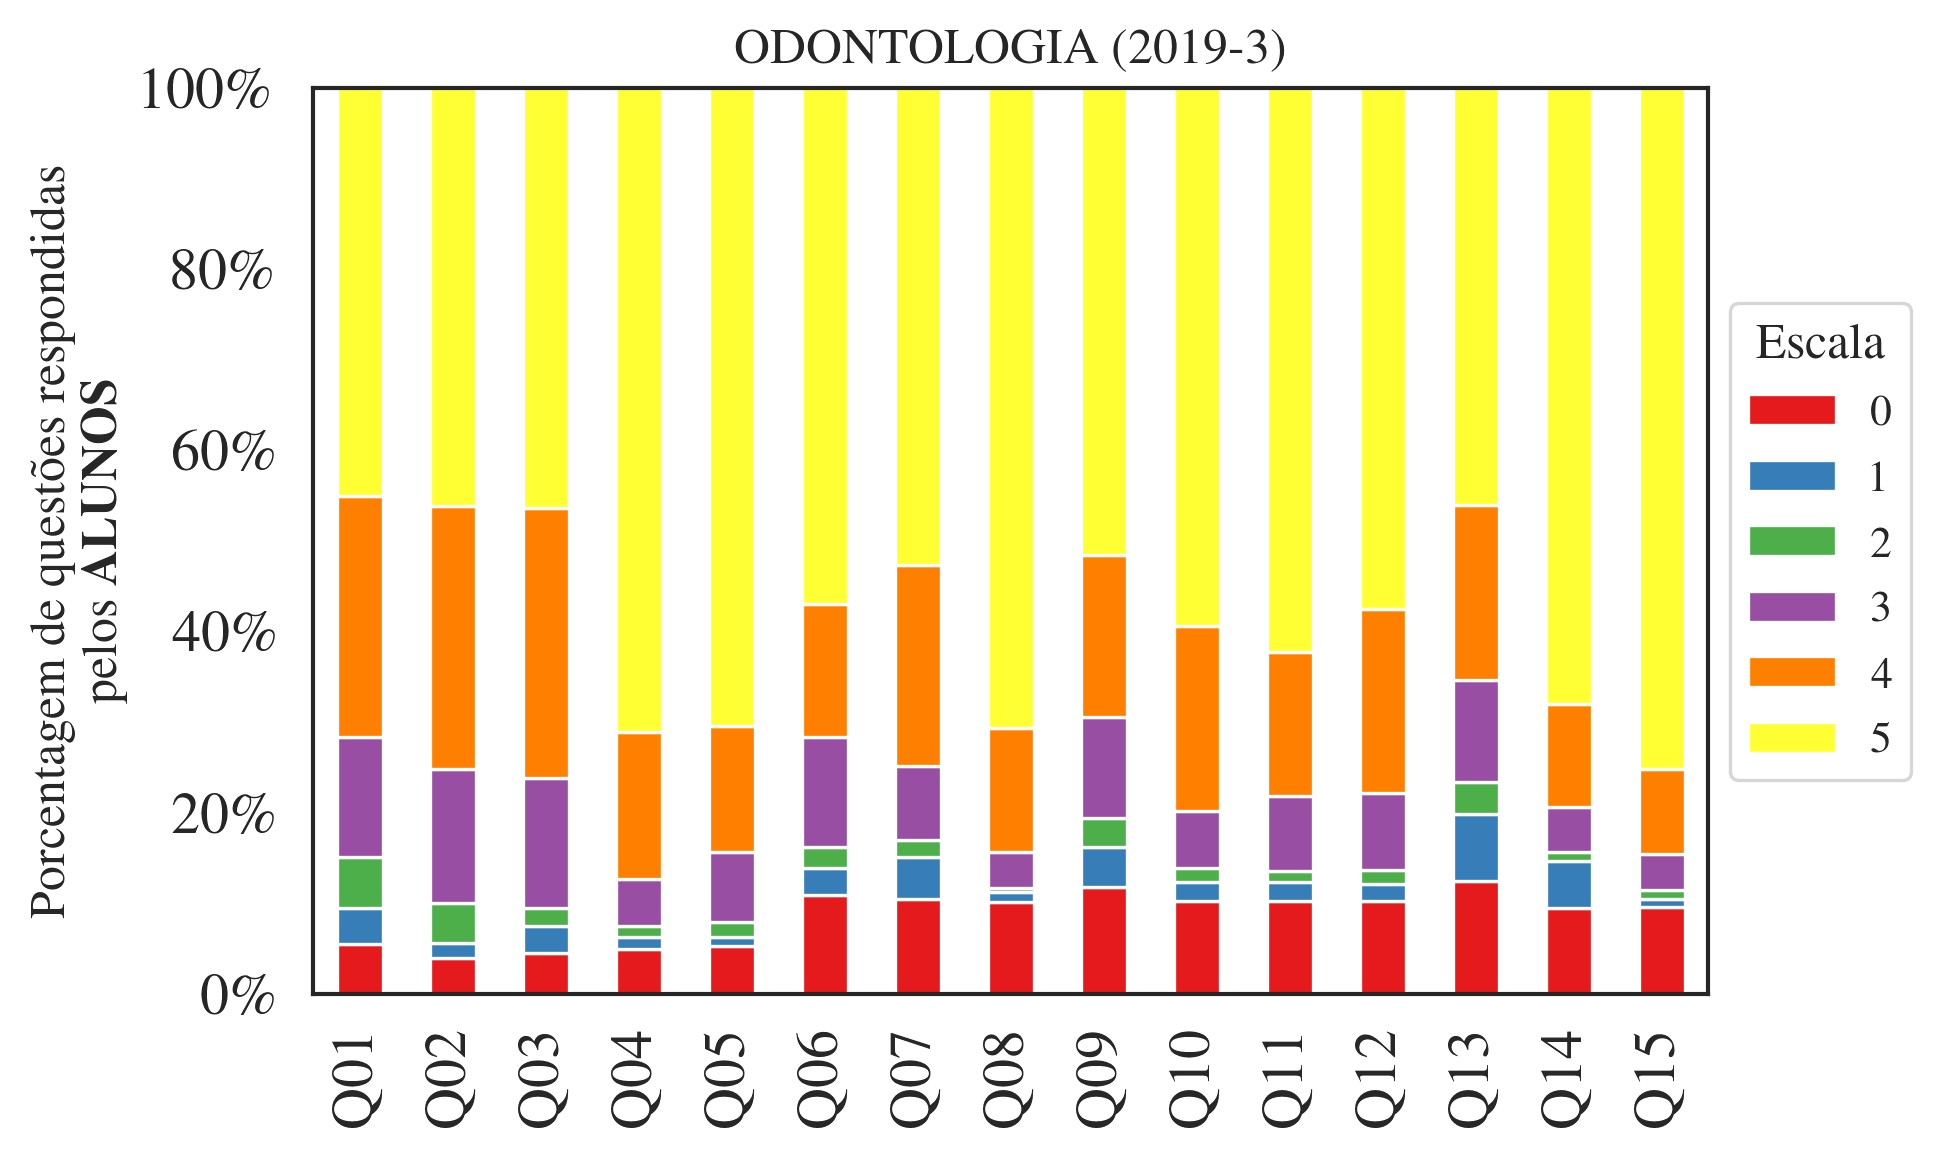 ODONTOLOGIA (2019-3)
Porcentagem de questões respondidas
pelos ALUNOS
100%
80%
60%
40%
20%
0%
Q01
Q02
Q03
Q04
Q05
Q06
Q07
Q08
Q09
Q10
Q11
Q12
Q13
Q14
Q15
Escala
0
1
2
3
4
5